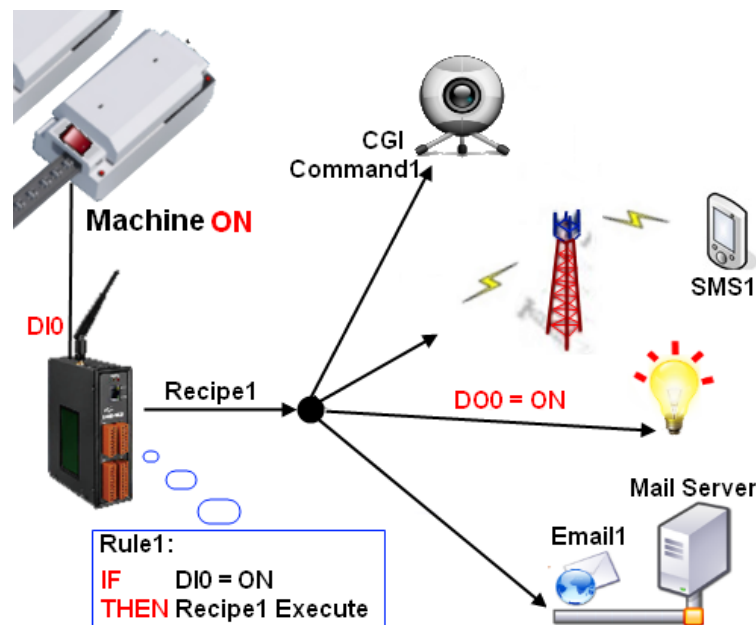 CGI
Command1
Machine ON
SMS1
DI0
Recipe1
DO0 = ON
Mail Server
Email1
Rule1:
IF DI0 = ON
THEN Recipe1 Execute